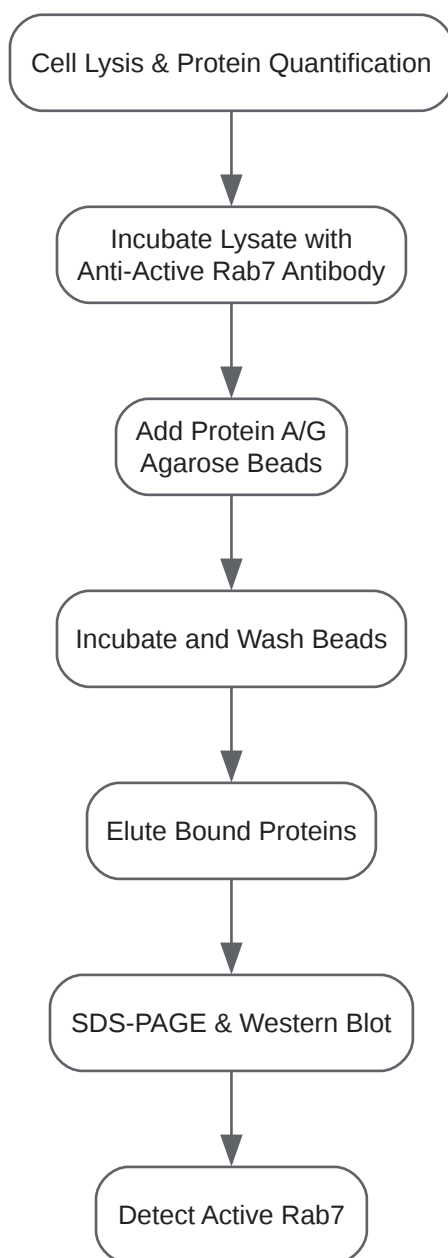 Cell Lysis & Protein Quantification
Incubate Lysate with
Anti-Active Rab7 Antibody
Add Protein A/G
Agarose Beads
Incubate and Wash Beads
Elute Bound Proteins
SDS-PAGE & Western Blot
Detect Active Rab7